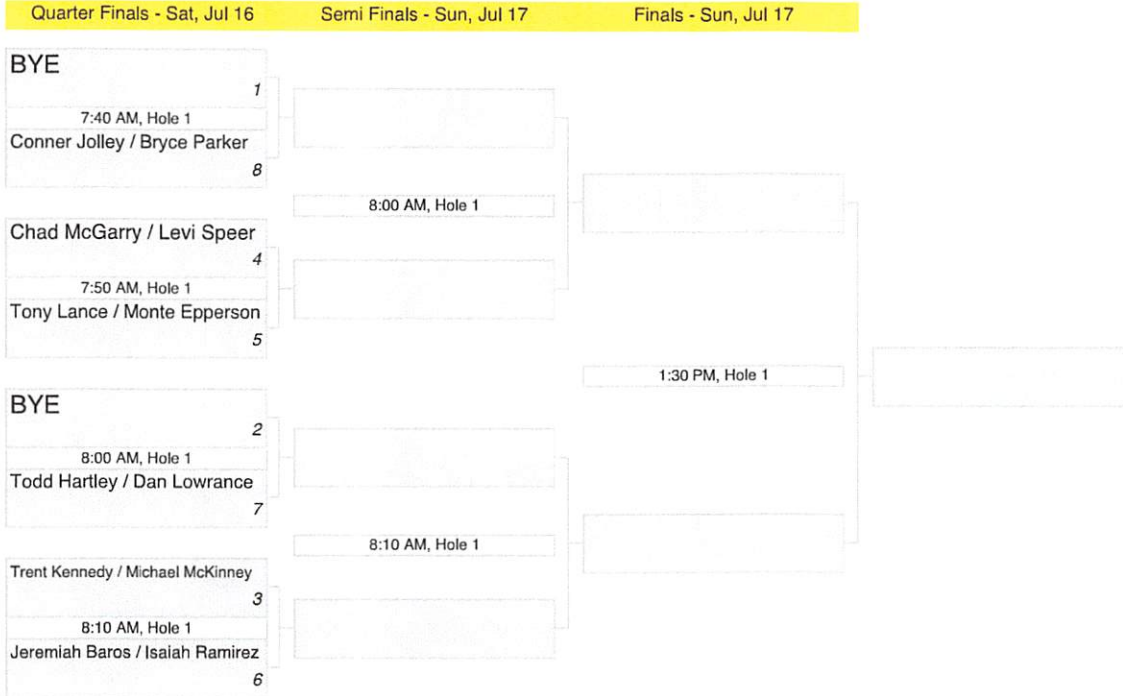 Quarter Finals - Sat, Jul 16
Semi Finals - Sun, Jul 17
Finals - Sun, Jul 17
BYE
1
7:40 AM, Hole 1
Conner Jolley / Bryce Parker
8
8:00 AM, Hole 1
Chad McGarry / Levi Speer
4
7:50 AM, Hole 1
Tony Lance / Monte Epperson
5
1:30 PM, Hole 1
BYE
2
8:00 AM, Hole 1
Todd Hartley / Dan Lowrance
7
8:10 AM, Hole 1
Trent Kennedy / Michael McKinney
3
8:10 AM, Hole 1
Jeremiah Baros / Isaiah Ramirez
6